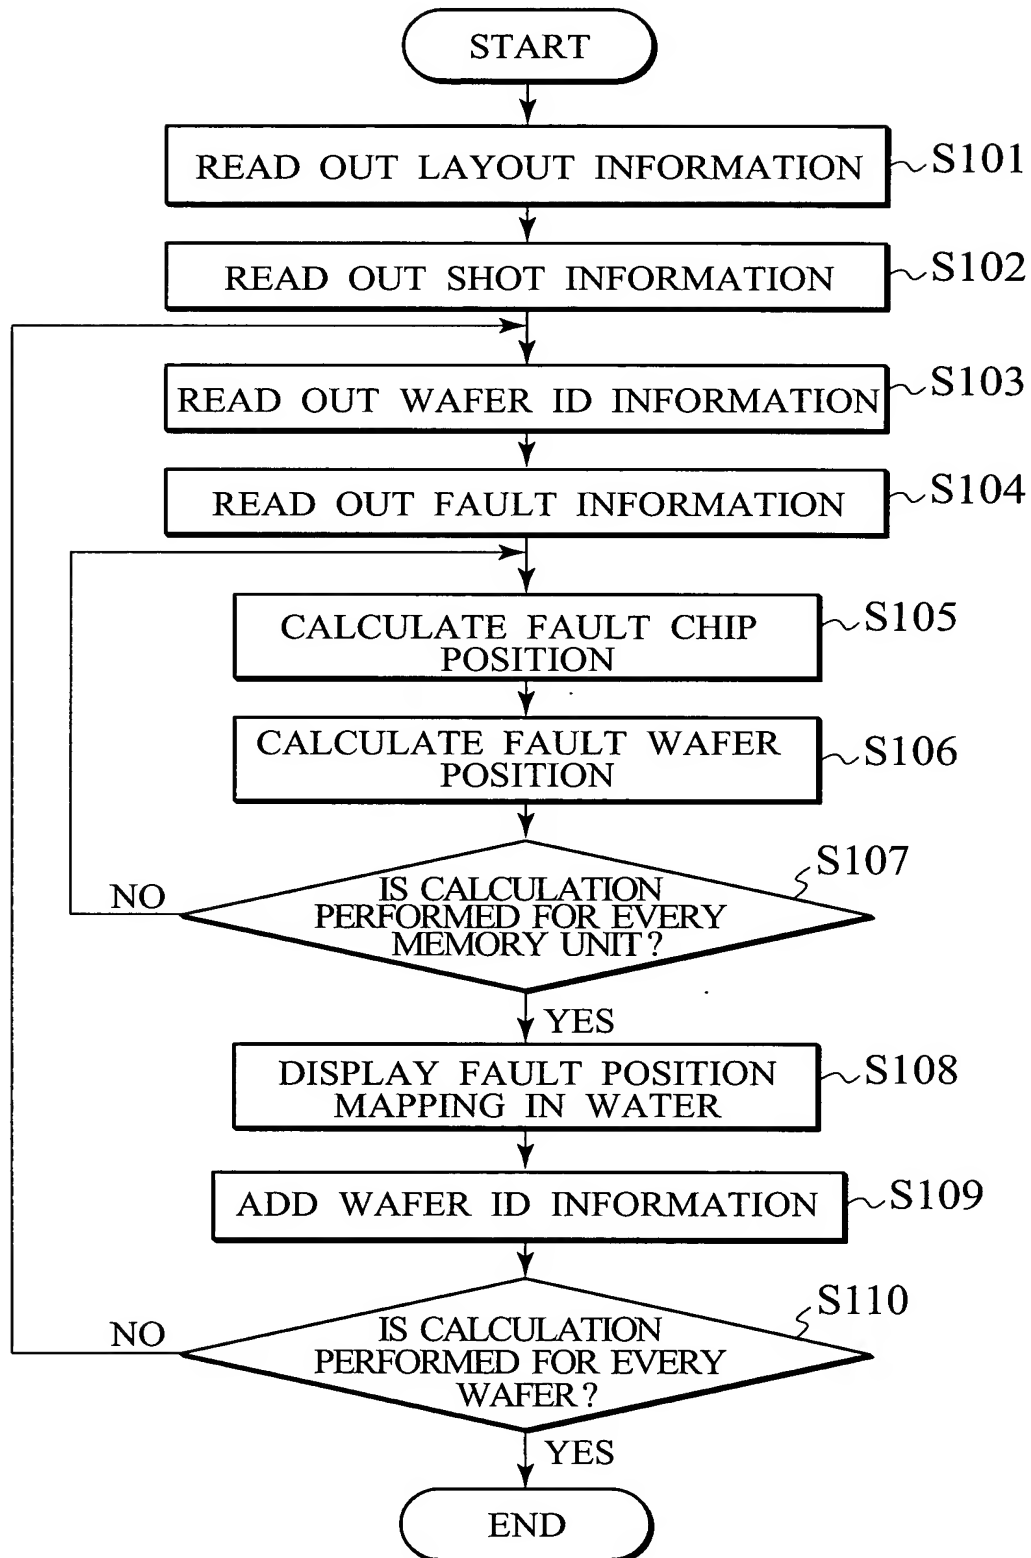 START
READ OUT LAYOUT INFORMATION
S101
READ OUT SHOT INFORMATION
S102
READ OUT WAFER ID INFORMATION
S103
READ OUT FAULT INFORMATION
S104
CALCULATE FAULT CHIP
POSITION
S105
CALCULATE FAULT WAFER
POSITION
S106
S107
NO
IS CALCULATION
PERFORMED FOR EVERY
MEMORY UNIT?
YES
DISPLAY FAULT POSITION
MAPPING IN WATER
S108
ADD WAFER ID INFORMATION
S109
S110
NO
IS CALCULATION
PERFORMED FOR EVERY
WAFER?
YES
END